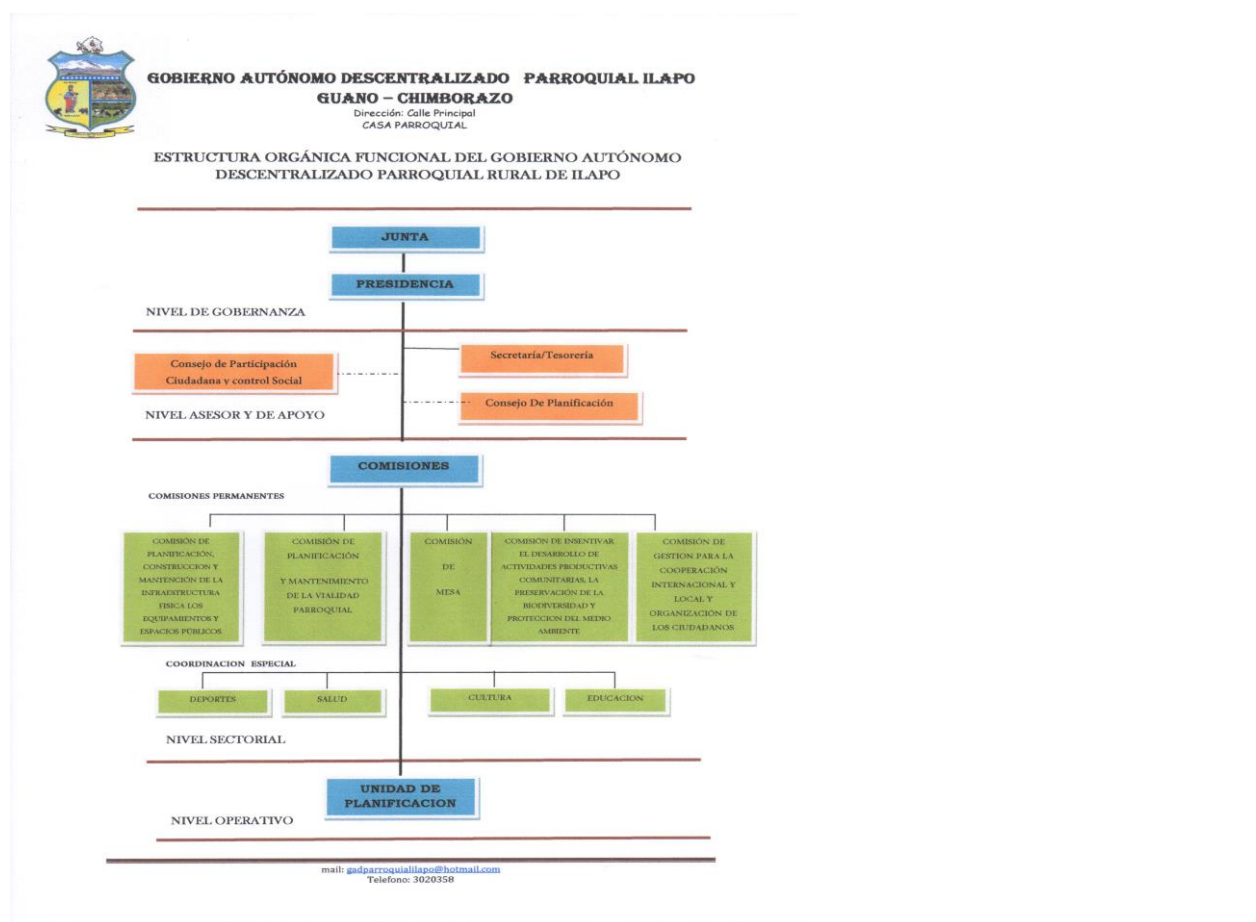 GOBIERNO AUTÓNOMO DESCENTRALIZADO PARROQUIAL ILAPO
GUANO – CHIMBORAZO
Dirección: Calle Principal
CASA PARROQUIAL
ESTRUCTURA ORGÁNICA FUNCIONAL DEL GOBIERNO AUTÓNOMO
DESCENTRALIZADO PARROQUIAL RURAL DE ILAPO
JUNTA
PRESIDENCIA
NIVEL DE GOBERNANZA
Consejo de Participación
Ciudadana y control Social
Secretaría/Tesorería
Consejo De Planificación
NIVEL ASESOR Y DE APOYO
COMISIONES
COMISIONES PERMANENTES
COMISIÓN DE
PLANIFICACIÓN,
CONSTRUCCION Y
MANTENCIÓN DE LA
INFRAESTRUCTURA
FISICA LOS
EQUIPAMIENTOS Y
ESPACIOS PÚBLICOS
COMISIÓN DE
PLANIFICACIÓN
Y MANTENIMIENTO
DE LA VIALIDAD
PARROQUIAL
COMISIÓN
DE
MESA
COMISIÓN DE INSENTIVAR
EL DESARROLLO DE
ACTIVIDADES PRODUCTIVAS
COMUNITARIAS, LA
PRESERVACIÓN DE LA
BIODIVERSIDAD Y
PROTECCION DEL MEDIO
AMBIENTE
COMISIÓN DE
GESTION PARA LA
COOPERACIÓN
INTERNACIONAL Y
LOCAL Y
ORGANIZACIÓN DE
LOS CIUDADANOS
COORDINACION ESPECIAL
DEPORTES
SALUD
CULTURA
EDUCACION
NIVEL SECTORIAL
UNIDAD DE
PLANIFICACION
NIVEL OPERATIVO
mail: gadparroquialilapo@hotmail.com
Telefono: 3020358